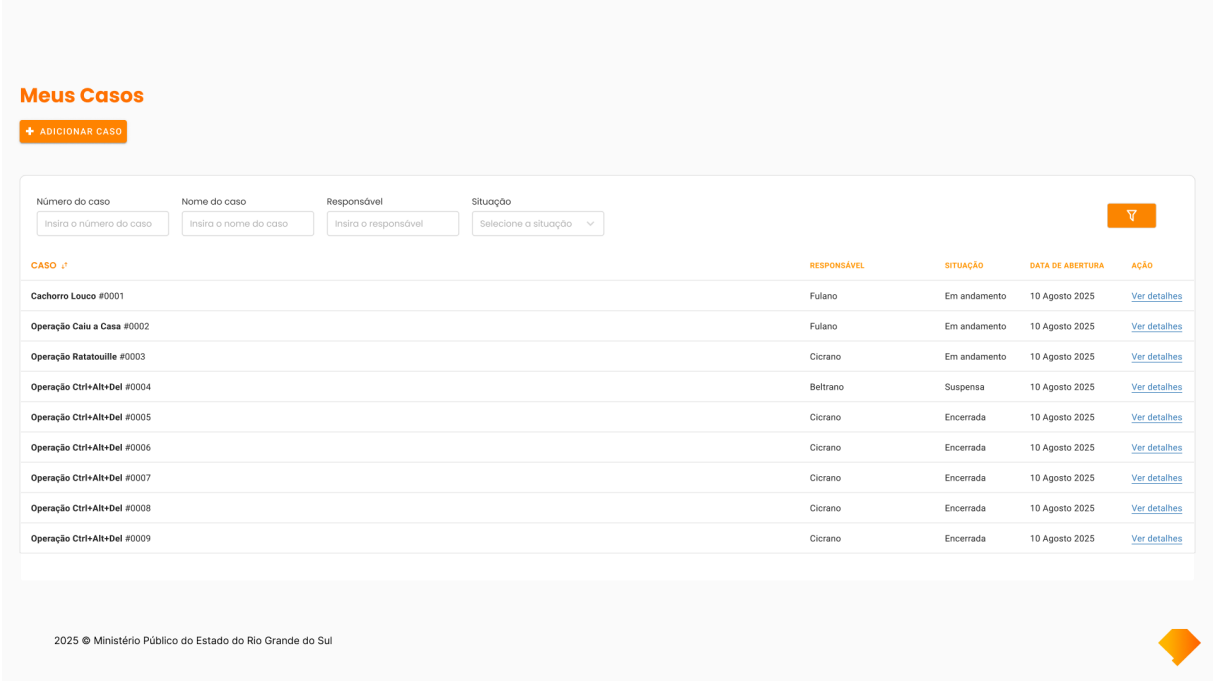 Meus Casos
+ ADICIONAR CASO
Número do caso Nome do caso Responsável Situação
Insira o número do caso Insira o nome do caso Insira o responsável Selecione a situação
CASO RESPONSÁVEL SITUAÇÃO DATA DE ABERTURA AÇÃO
Cachorro Louco #0001 Fulano Em andamento 10 Agosto 2025 Ver detalhes
Operação Caiu a Casa #0002 Fulano Em andamento 10 Agosto 2025 Ver detalhes
Operação Ratatouille #0003 Cicrano Em andamento 10 Agosto 2025 Ver detalhes
Operação Ctrl+Alt+Del #0004 Beltrano Suspensa 10 Agosto 2025 Ver detalhes
Operação Ctrl+Alt+Del #0005 Cicrano Encerrada 10 Agosto 2025 Ver detalhes
Operação Ctrl+Alt+Del #0006 Cicrano Encerrada 10 Agosto 2025 Ver detalhes
Operação Ctrl+Alt+Del #0007 Cicrano Encerrada 10 Agosto 2025 Ver detalhes
Operação Ctrl+Alt+Del #0008 Cicrano Encerrada 10 Agosto 2025 Ver detalhes
Operação Ctrl+Alt+Del #0009 Cicrano Encerrada 10 Agosto 2025 Ver detalhes
2025 © Ministério Público do Estado do Rio Grande do Sul